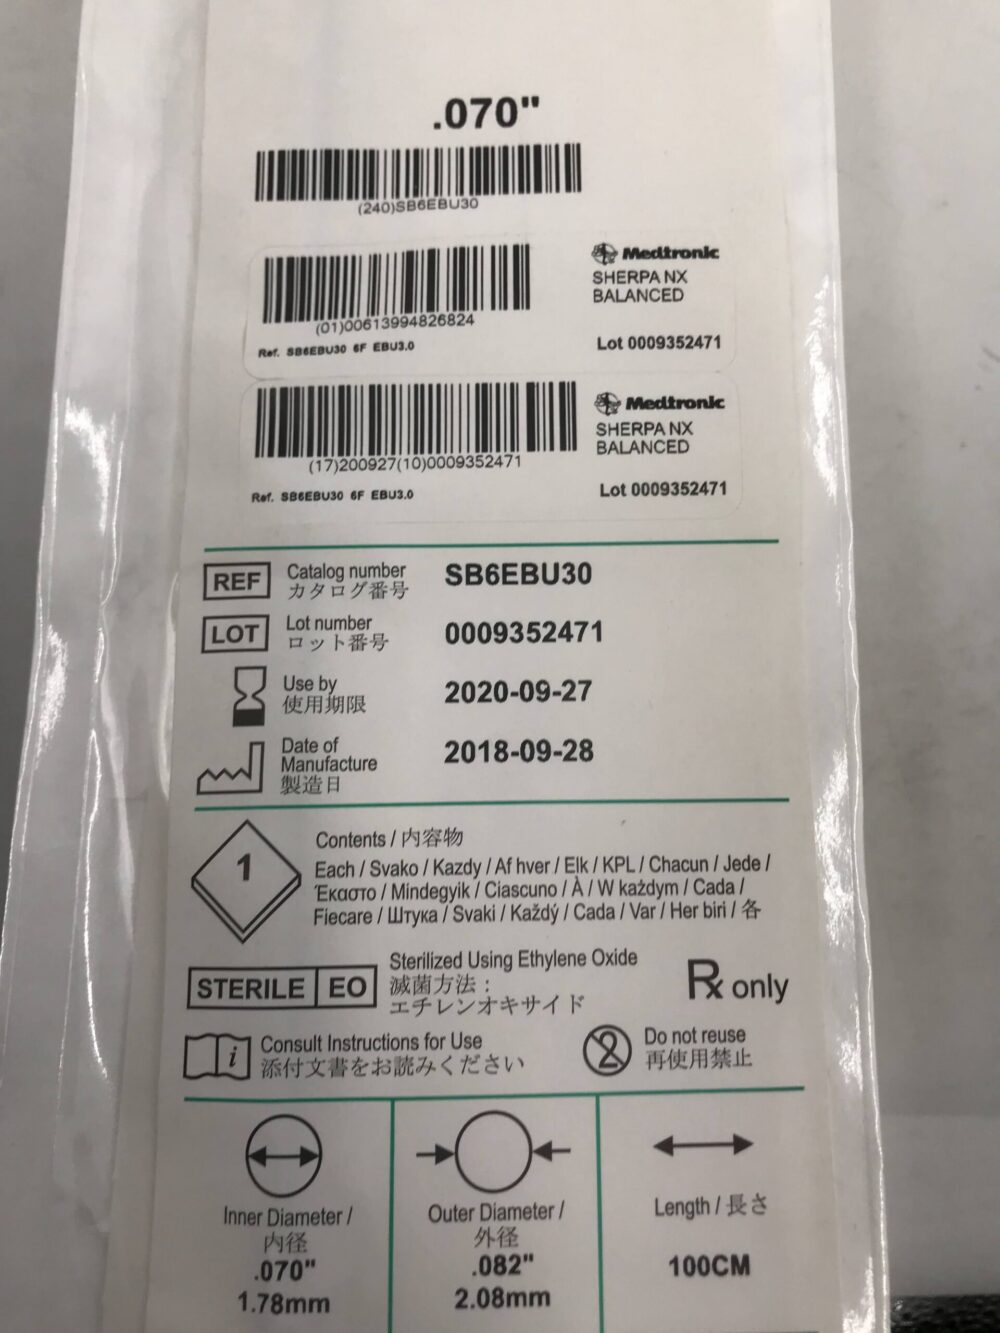 .070"
(240)SB6EBU30
(01)00613994826824
Ref. SB6EBU30 6F EBU3.0
Medtronic
SHERPA NX
BALANCED
Lot 0009352471
(17)200927(10)0009352471
Ref. SB6EBU30 6F EBU3.0
Medtronic
SHERPA NX
BALANCED
Lot 0009352471
REF Catalog number SB6EBU30
カタログ番号
LOT Lot number 0009352471
ロット番号
Use by 2020-09-27
使用期限
Date of
Manufacture 2018-09-28
製造日
1
Contents / 内容物
Each / Svako / Kazdy / Af hver / Elk / KPL / Chacun / Jede /
Έκαστο / Mindegyik / Ciascuno / À / W każdym / Cada /
Fiecare / Штука / Svaki / Každý / Cada / Var / Her biri / 各
STERILE EO
Sterilized Using Ethylene Oxide
滅菌方法：
エチレンオキサイド
Rx only
i
Consult Instructions for Use
添付文書をお読みください
2
Do not reuse
再使用禁止
Inner Diameter /
内径
.070"
1.78mm
Outer Diameter /
外径
.082"
2.08mm
Length / 長さ
100CM